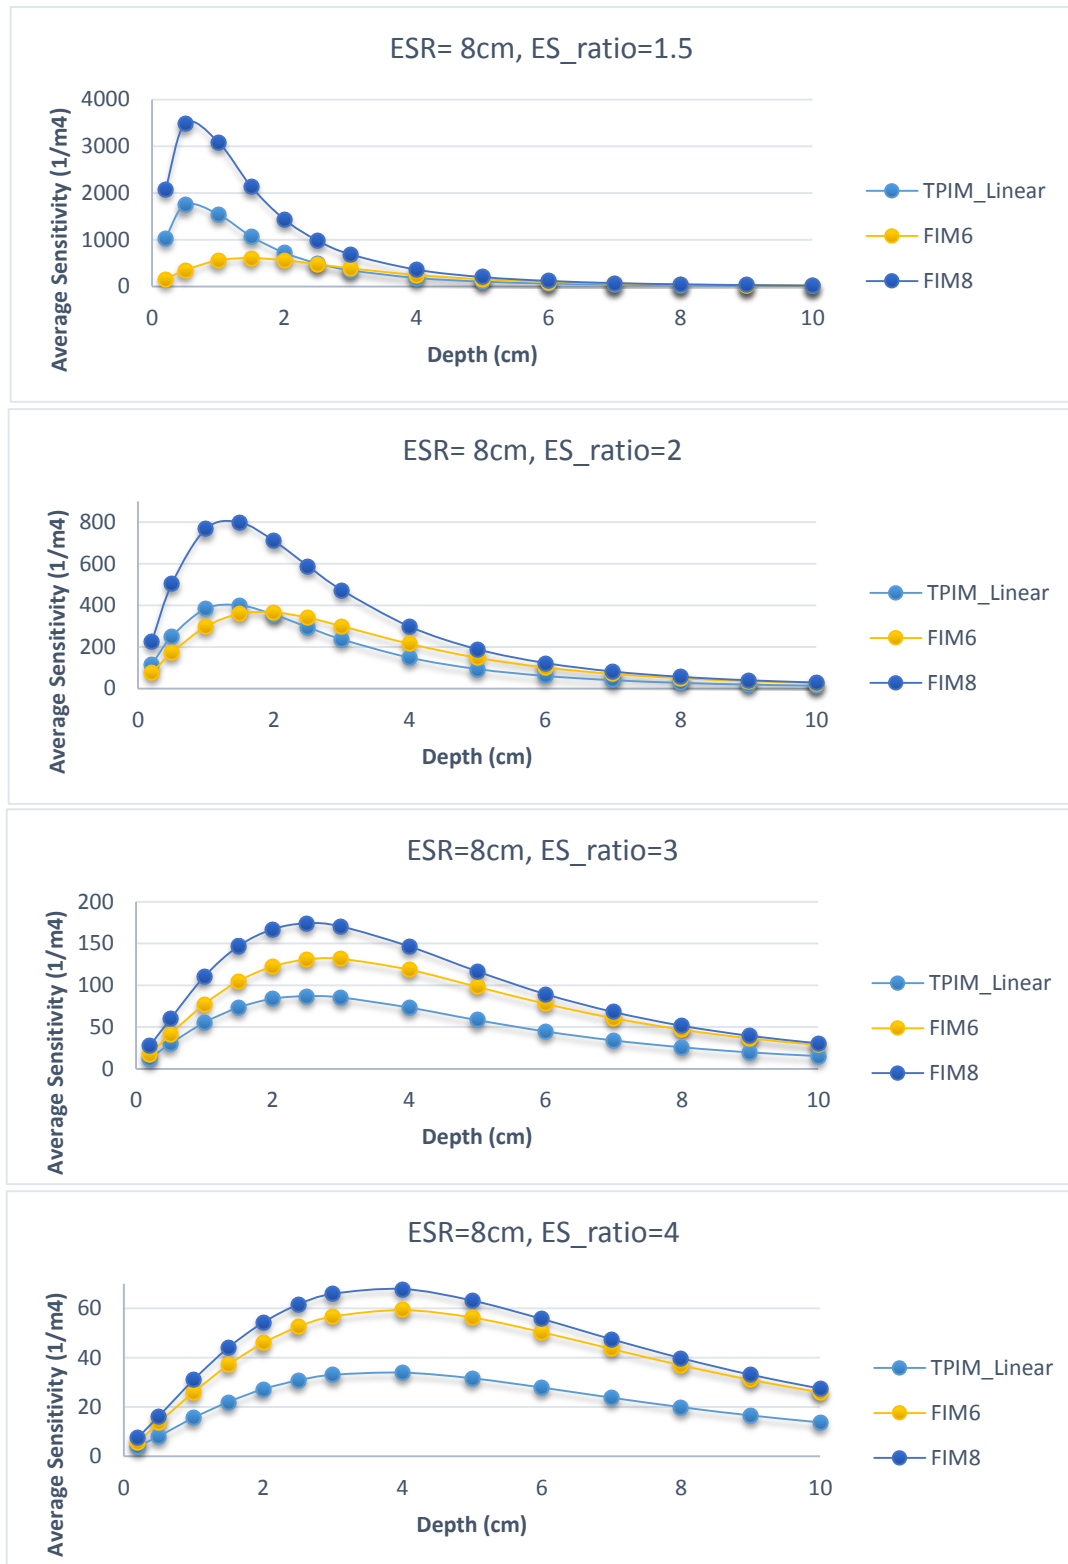 ESR= 8cm, ES_ratio=1.5
Average Sensitivity (1/m4)
4000
3000
2000
1000
0
0 2 4 6 8 10
Depth (cm)
TPIM_Linear
FIM6
FIM8
ESR= 8cm, ES_ratio=2
Average Sensitivity (1/m4)
800
600
400
200
0
0 2 4 6 8 10
Depth (cm)
TPIM_Linear
FIM6
FIM8
ESR=8cm, ES_ratio=3
Average Sensitivity (1/m4)
200
150
100
50
0
0 2 4 6 8 10
Depth (cm)
TPIM_Linear
FIM6
FIM8
ESR=8cm, ES_ratio=4
Average Sensitivity (1/m4)
60
40
20
0
0 2 4 6 8 10
Depth (cm)
TPIM_Linear
FIM6
FIM8